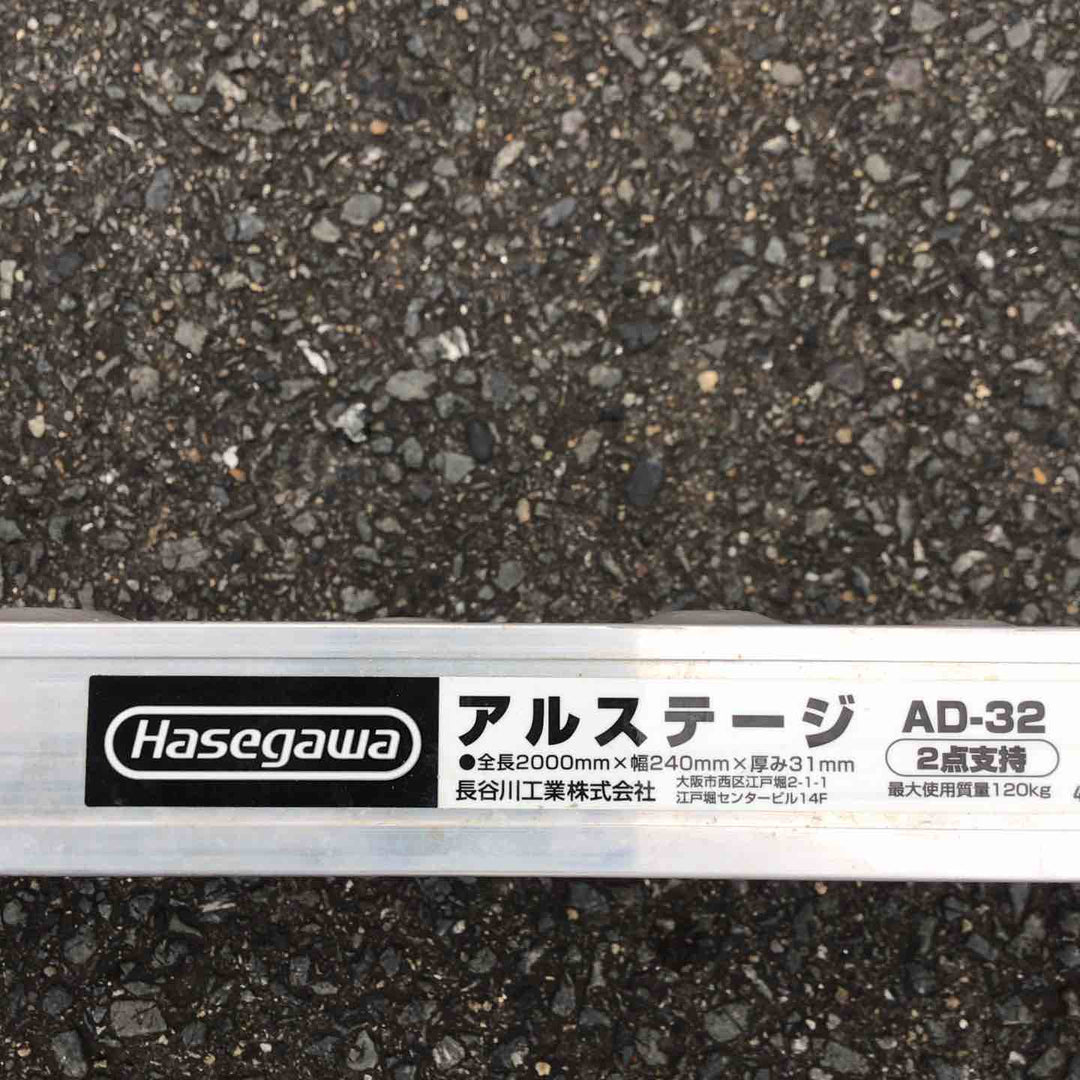 Hasegawa
アルステージ AD-32
●全長2000mm×幅240mm×厚み31mm
2点支持
長谷川工業株式会社
大阪市西区江戸堀2-1-1
江戸堀センタービル14F
最大使用質量120kg